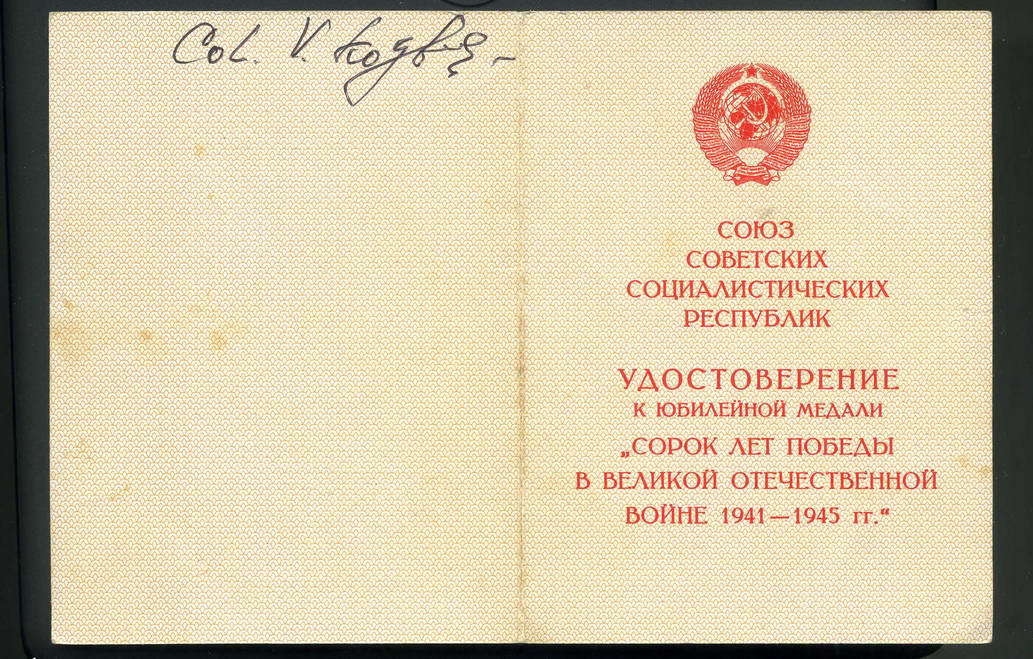 Col. V.
СОЮЗ
СОВЕТСКИХ
СОЦИАЛИСТИЧЕСКИХ
РЕСПУБЛИК
УДОСТОВЕРЕНИЕ
К ЮБИЛЕЙНОЙ МЕДАЛИ
„СОРОК ЛЕТ ПОБЕДЫ
В ВЕЛИКОЙ ОТЕЧЕСТВЕННОЙ
ВОЙНЕ 1941—1945 гг.“